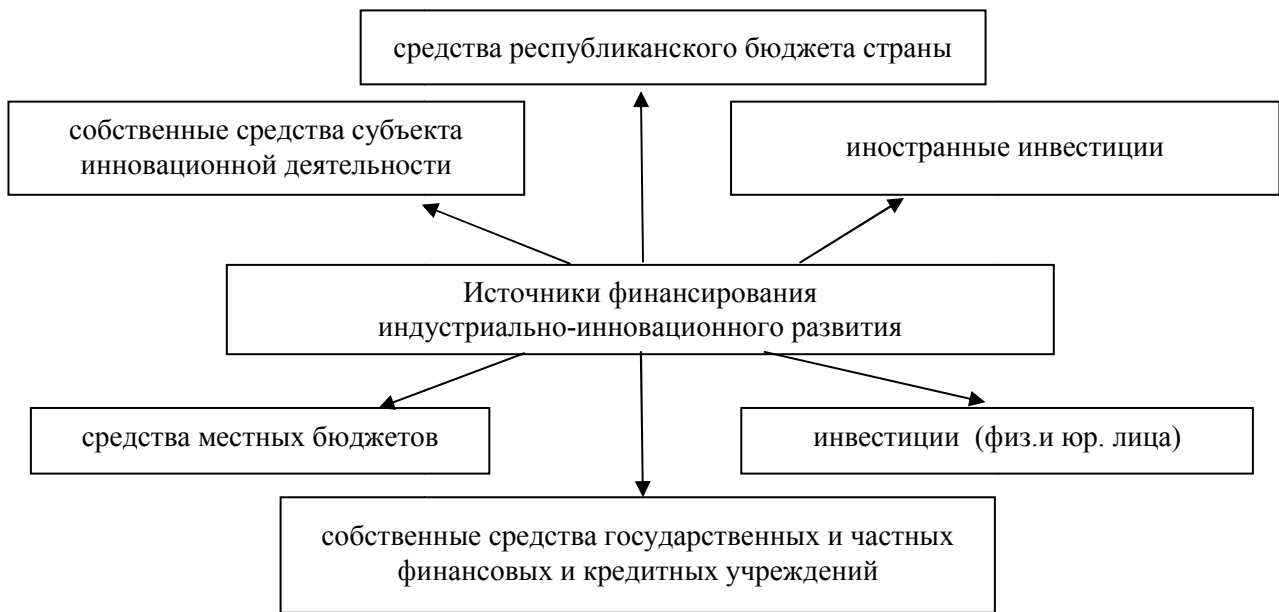 средства республиканского бюджета страны
собственные средства субъекта
инновационной деятельности
иностранные инвестиции
Источники финансирования
индустриально-инновационного развития
средства местных бюджетов
инвестиции (физ.и юр. лица)
собственные средства государственных и частных
финансовых и кредитных учреждений